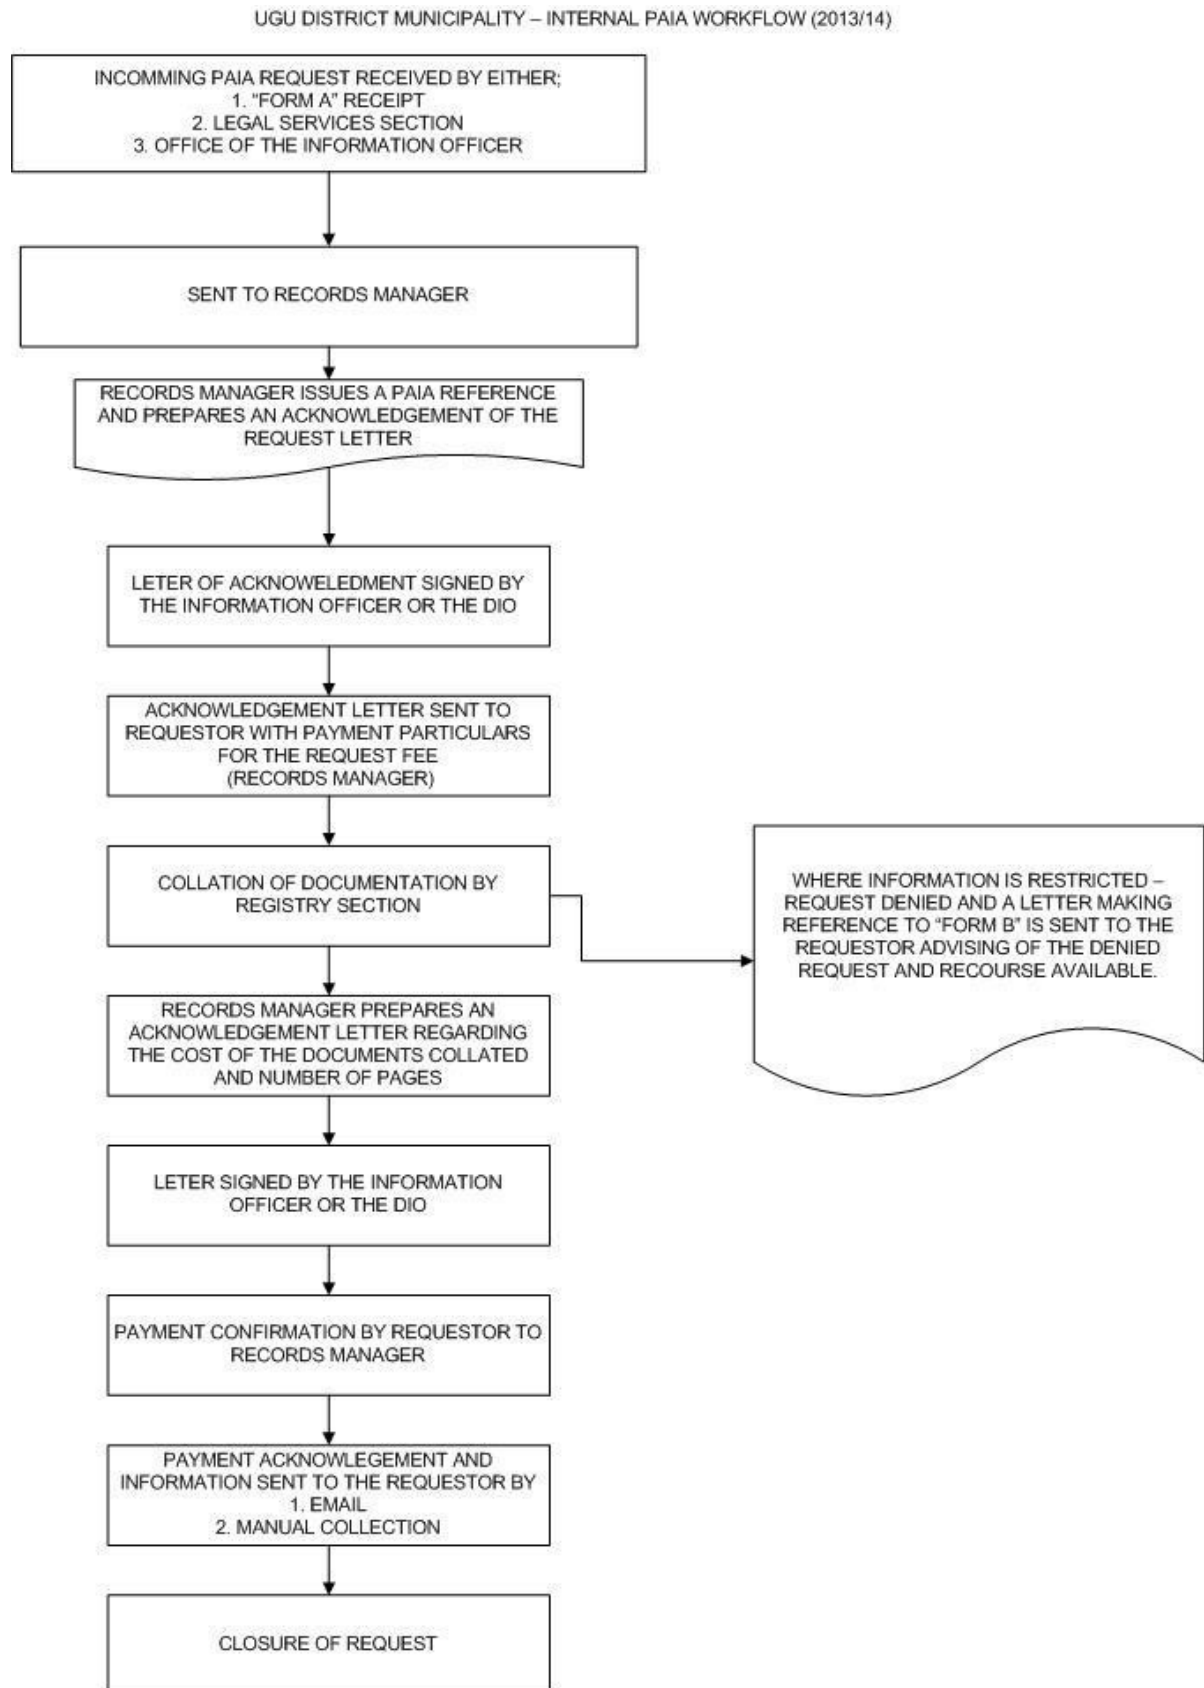 UGU DISTRICT MUNICIPALITY – INTERNAL PAIA WORKFLOW (2013/14)
INCOMMING PAIA REQUEST RECEIVED BY EITHER;
1. “FORM A” RECEIPT
2. LEGAL SERVICES SECTION
3. OFFICE OF THE INFORMATION OFFICER
SENT TO RECORDS MANAGER
RECORDS MANAGER ISSUES A PAIA REFERENCE
AND PREPARES AN ACKNOWLEDGEMENT OF THE
REQUEST LETTER
LETER OF ACKNOWELEDMENT SIGNED BY
THE INFORMATION OFFICER OR THE DIO
ACKNOWLEDGEMENT LETTER SENT TO
REQUESTOR WITH PAYMENT PARTICULARS
FOR THE REQUEST FEE
(RECORDS MANAGER)
COLLATION OF DOCUMENTATION BY
REGISTRY SECTION
WHERE INFORMATION IS RESTRICTED –
REQUEST DENIED AND A LETTER MAKING
REFERENCE TO “FORM B” IS SENT TO THE
REQUESTOR ADVISING OF THE DENIED
REQUEST AND RECOURSE AVAILABLE.
RECORDS MANAGER PREPARES AN
ACKNOWLEDGEMENT LETTER REGARDING
THE COST OF THE DOCUMENTS COLLATED
AND NUMBER OF PAGES
LETER SIGNED BY THE INFORMATION
OFFICER OR THE DIO
PAYMENT CONFIRMATION BY REQUESTOR TO
RECORDS MANAGER
PAYMENT ACKNOWLEGEMENT AND
INFORMATION SENT TO THE REQUESTOR BY
1. EMAIL
2. MANUAL COLLECTION
CLOSURE OF REQUEST